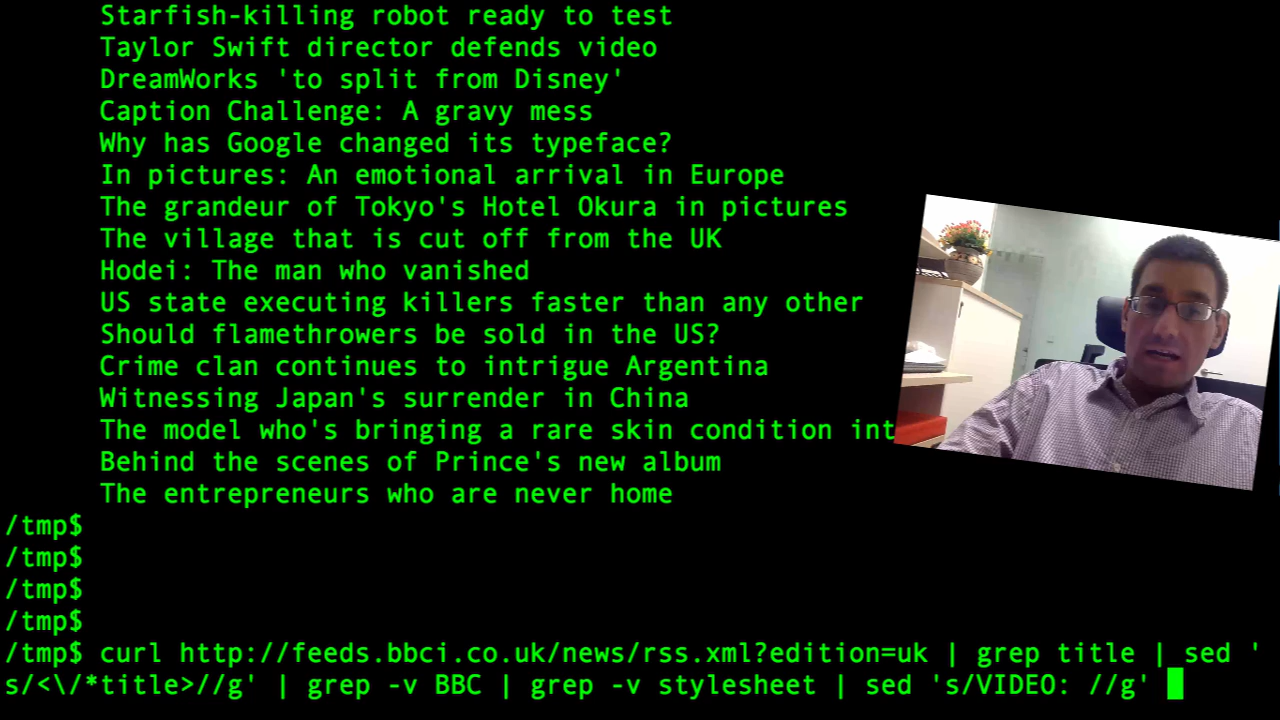 Starfish-killing robot ready to test
Taylor Swift director defends video
DreamWorks 'to split from Disney'
Caption Challenge: A gravy mess
Why has Google changed its typeface?
In pictures: An emotional arrival in Europe
The grandeur of Tokyo's Hotel Okura in pictures
The village that is cut off from the UK
Hodei: The man who vanished
US state executing killers faster than any other
Should flamethrowers be sold in the US?
Crime clan continues to intrigue Argentina
Witnessing Japan's surrender in China
The model who's bringing a rare skin condition int
Behind the scenes of Prince's new album
The entrepreneurs who are never home
/tmp$
/tmp$
/tmp$
/tmp$
/tmp$ curl http://feeds.bbci.co.uk/news/rss.xml?edition=uk | grep title | sed '
s/<\/*title>//g' | grep -v BBC | grep -v stylesheet | sed 's/VIDEO: //g'